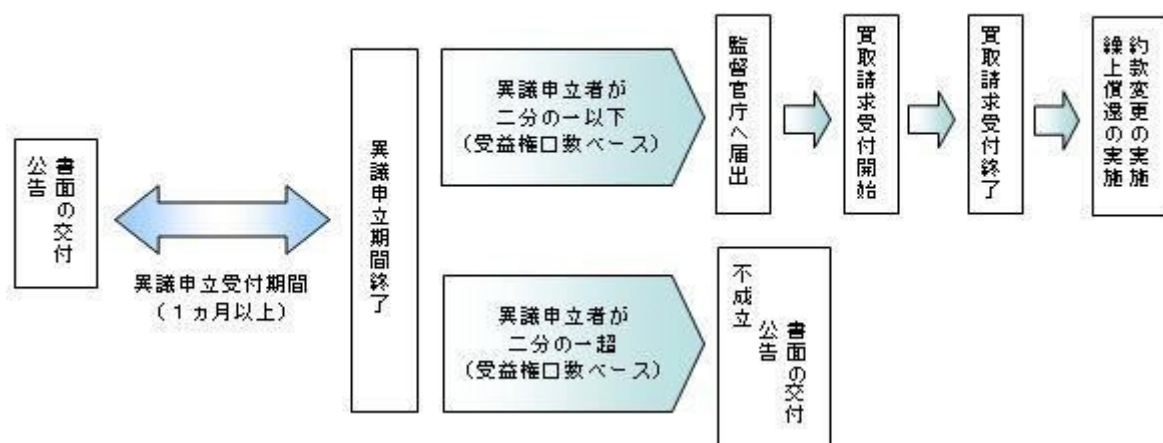 公告
書面の交付
異議申立受付期間
(1ヵ月以上)
異議申立期間終了
異議申立者が
二分の一以下
(受益権口数ベース)
監督官庁へ届出
買取請求受付開始
買取請求受付終了
約款変更の実施
繰上償還の実施
異議申立者が
二分の一超
(受益権口数ベース)
不成立
公告
書面の交付